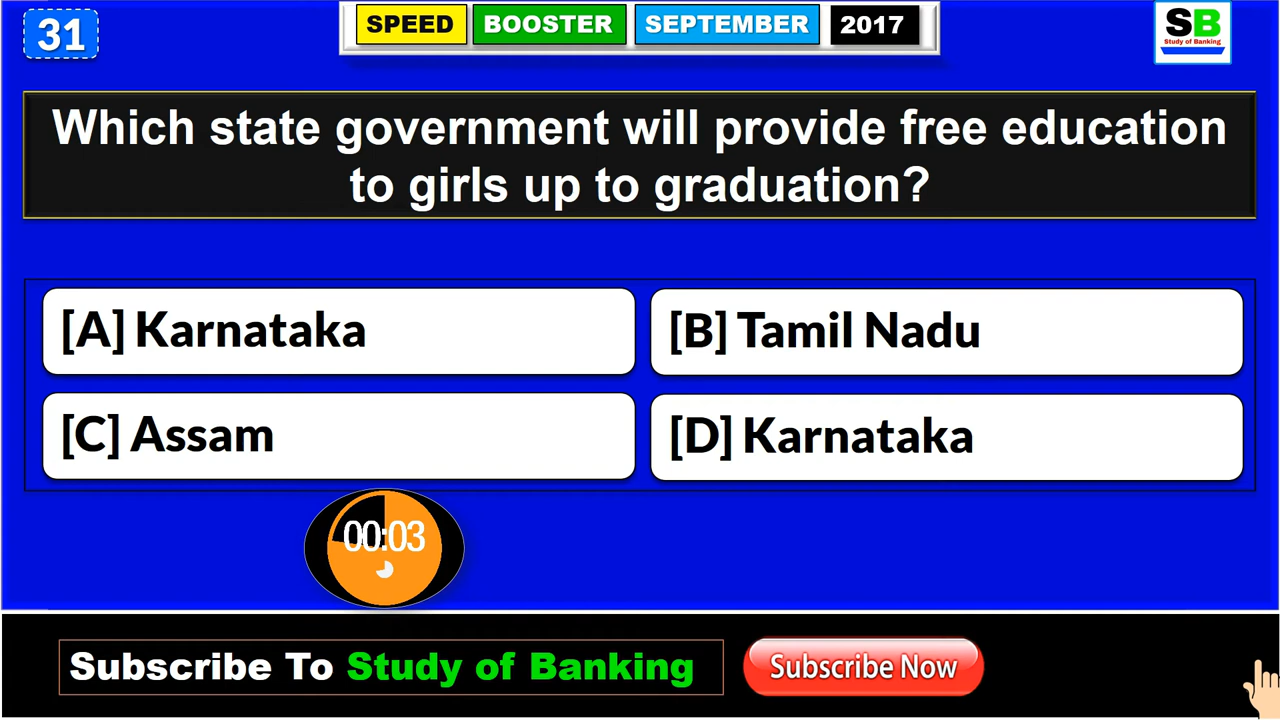 31
SPEED BOOSTER SEPTEMBER 2017
SB
Study of Banking
Which state government will provide free education
to girls up to graduation?
[A] Karnataka
[B] Tamil Nadu
[C] Assam
[D] Karnataka
00:03
Subscribe To Study of Banking
Subscribe Now